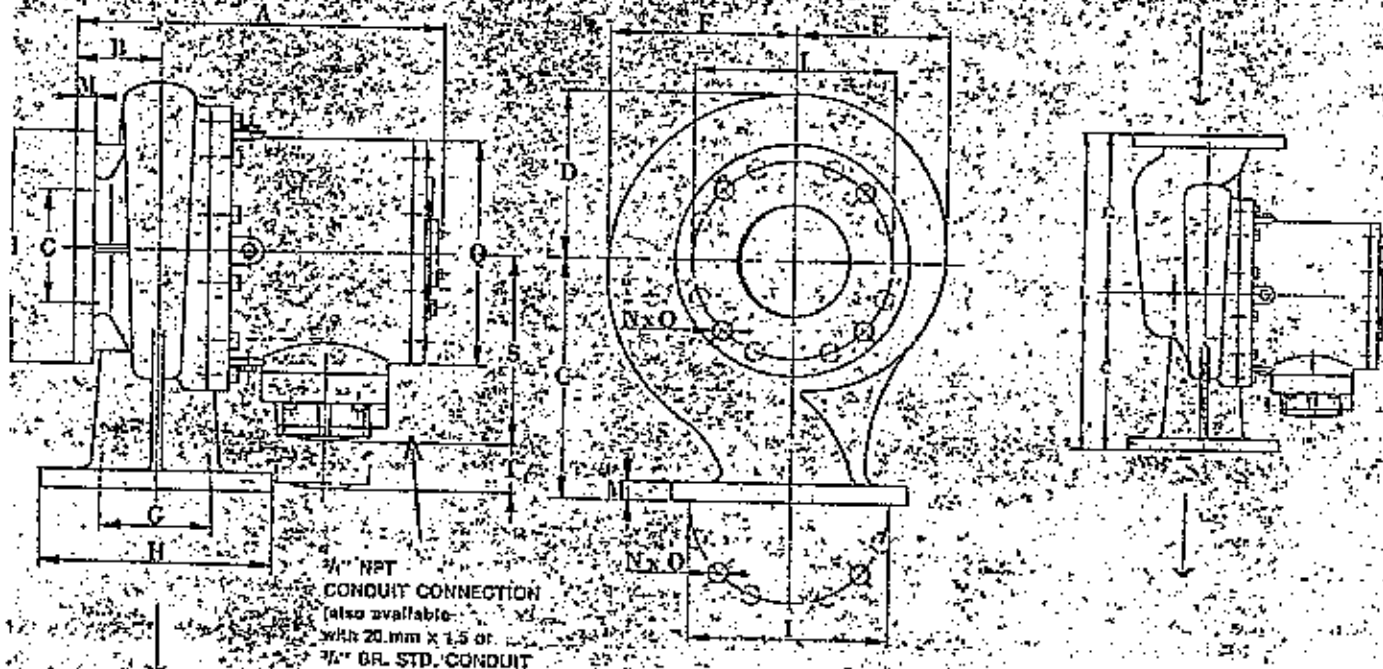 A
F
E
B
I
M
D
G
Q
S
C
N x O
T
M
G
H
N x O
I
3/4" NPT
CONDUIT CONNECTION
(also available
with 20 mm x 1.5 or
3/4" BR. STD. CONDUIT
C